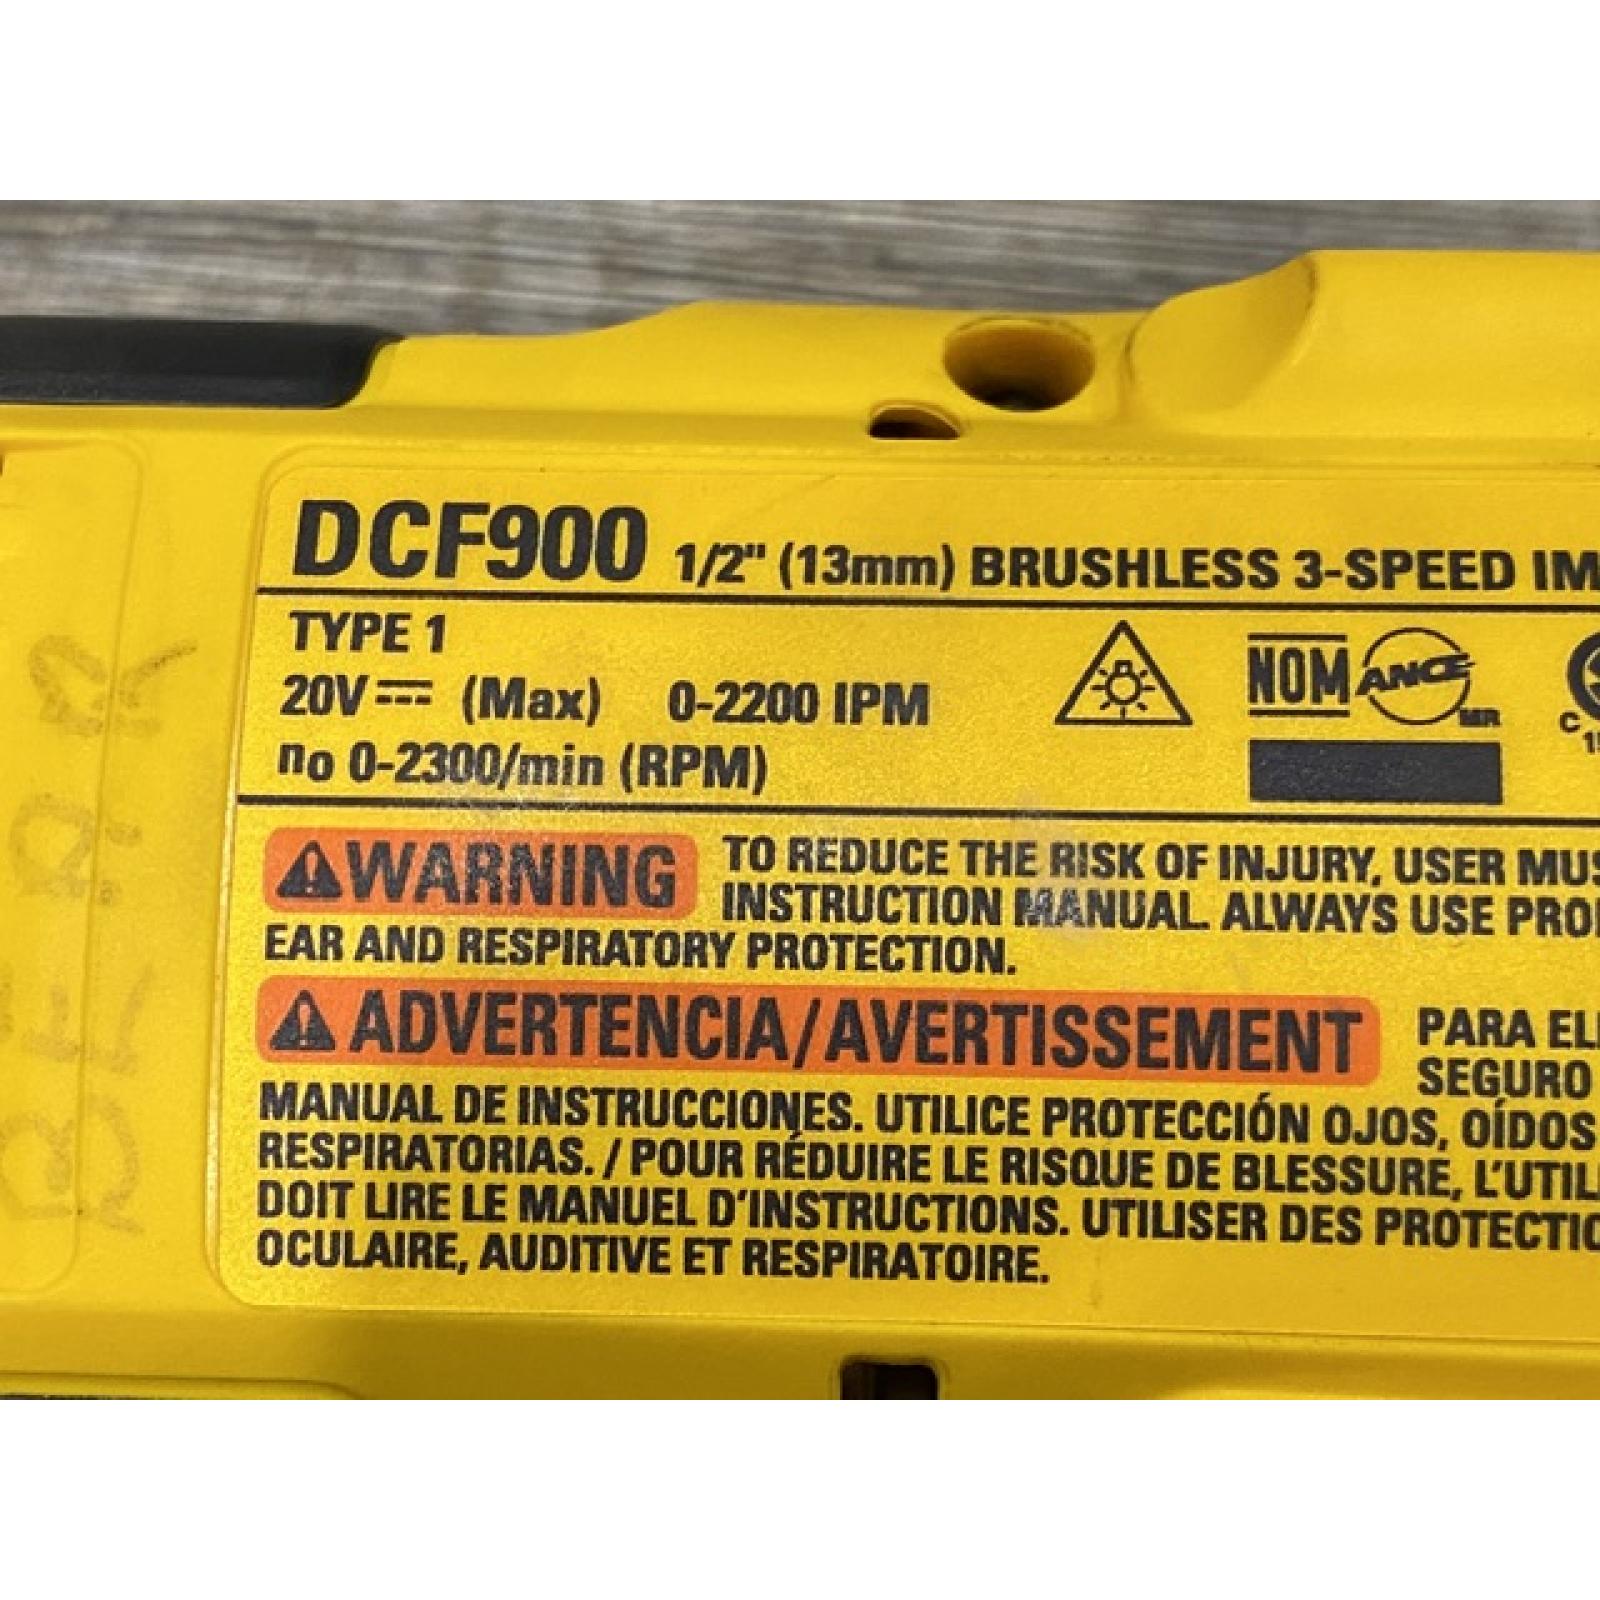 DCF900 1/2" (13mm) BRUSHLESS 3-SPEED IM
TYPE 1
20V (Max) 0-2200 IPM
no 0-2300/min (RPM)
NOM ANCE MR
C
WARNING TO REDUCE THE RISK OF INJURY, USER MUS
INSTRUCTION MANUAL. ALWAYS USE PRO
EAR AND RESPIRATORY PROTECTION.
ADVERTENCIA/AVERTISSEMENT PARA EL
SEGURO
MANUAL DE INSTRUCCIONES. UTILICE PROTECCIÓN OJOS, OÍDOS
RESPIRATORIAS. / POUR RÉDUIRE LE RISQUE DE BLESSURE, L'UTIL
DOIT LIRE LE MANUEL D'INSTRUCTIONS. UTILISER DES PROTECTIO
OCULAIRE, AUDITIVE ET RESPIRATOIRE.